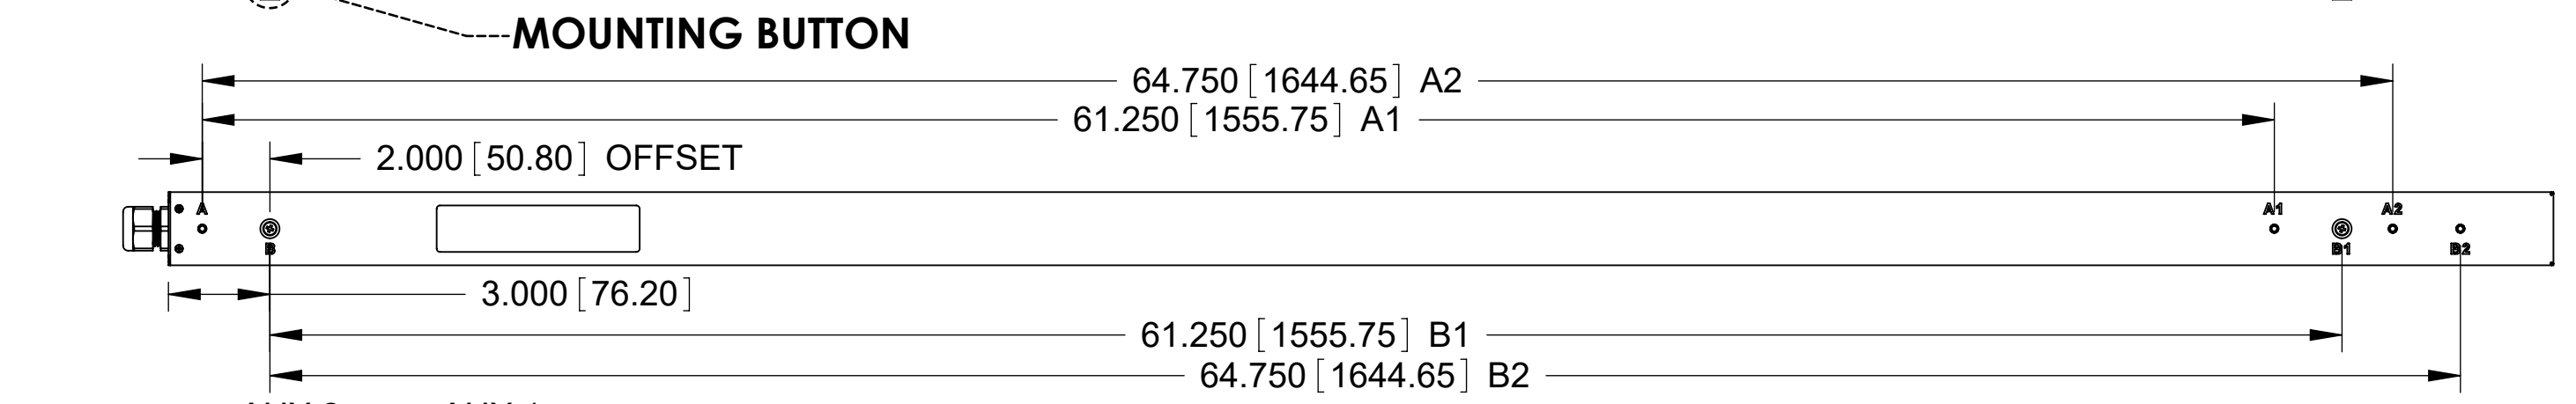 MOUNTING BUTTON
64.750 [1644.65] A2
61.250 [1555.75] A1
2.000 [50.80] OFFSET
A A1 A2
B B1 B2
3.000 [76.20]
61.250 [1555.75] B1
64.750 [1644.65] B2